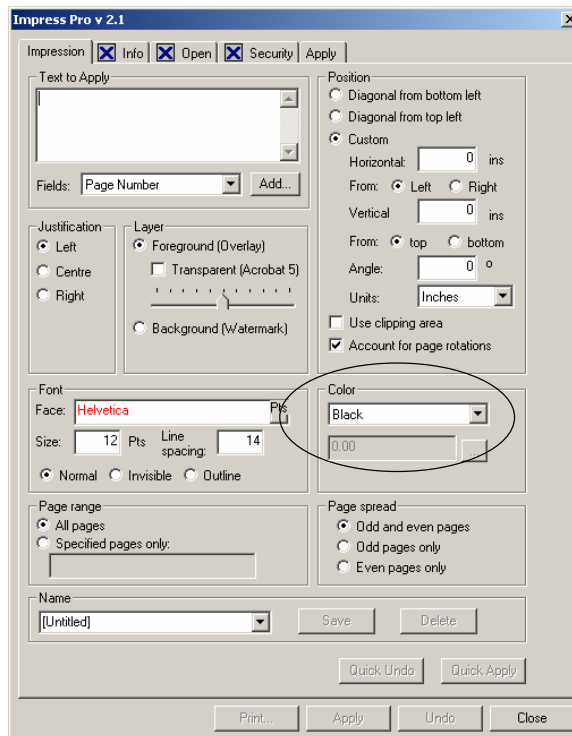 Impress Pro v 2.1
Impression Info Open Security Apply
Text to Apply
Fields: Page Number Add...
Position
Diagonal from bottom left
Diagonal from top left
Custom
Horizontal: 0 ins
From: Left Right
Vertical 0 ins
From: top bottom
Angle: 0 o
Units: Inches
Use clipping area
Account for page rotations
Justification
Left
Centre
Right
Layer
Foreground (Overlay)
Transparent (Acrobat 5)
Background (Watermark)
Font
Face: Helvetica Pts
Size: 12 Pts Line spacing: 14
Normal Invisible Outline
Color
Black
0.00 ...
Page range
All pages
Specified pages only:
Page spread
Odd and even pages
Odd pages only
Even pages only
Name
[Untitled] Save Delete
Quick Undo Quick Apply
Print... Apply Undo Close